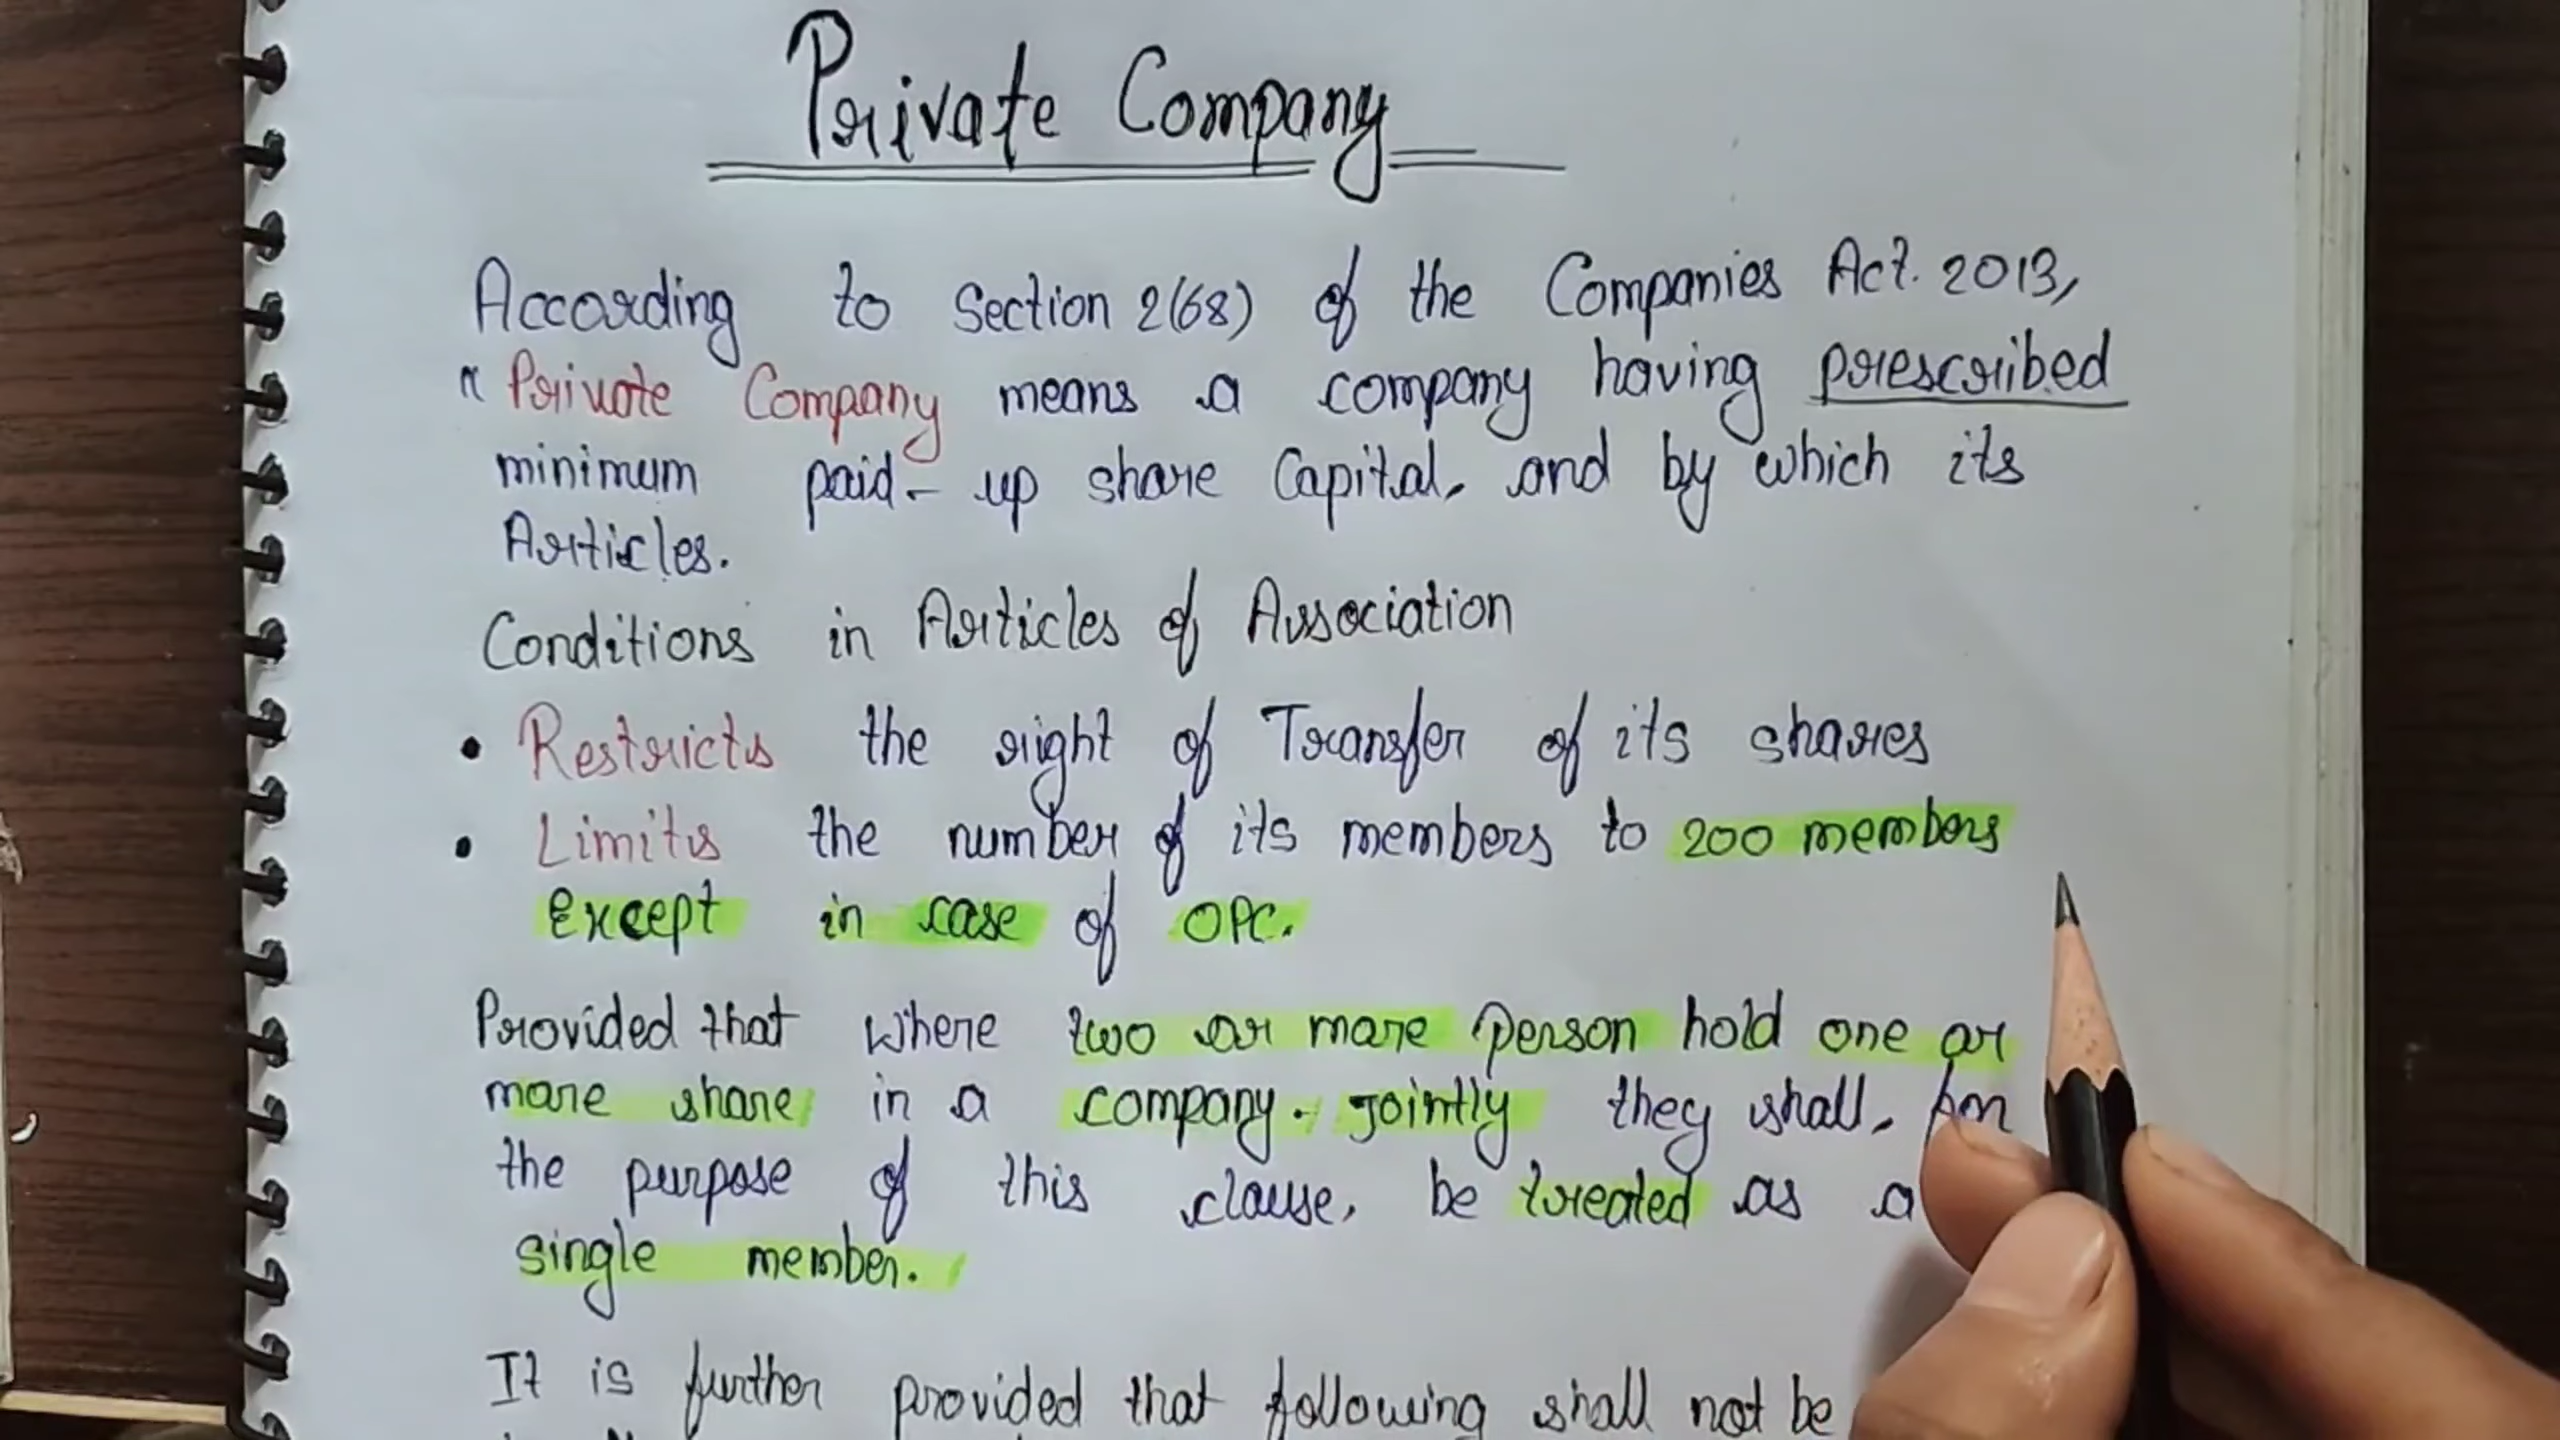 Private Company
According to Section 2(68) of the Companies Act. 2013,
" Private Company means a company having prescribed
minimum paid-up share Capital, and by which its
Articles.
Conditions in Articles of Association
• Restricts the right of Transfer of its shares
• Limits the number of its members to 200 members
Except in case of OPC.
Provided that where two or more person hold one or
more share in a company. jointly they shall, for
the purpose of this clause, be treated as a
single member.
It is further provided that following shall not be